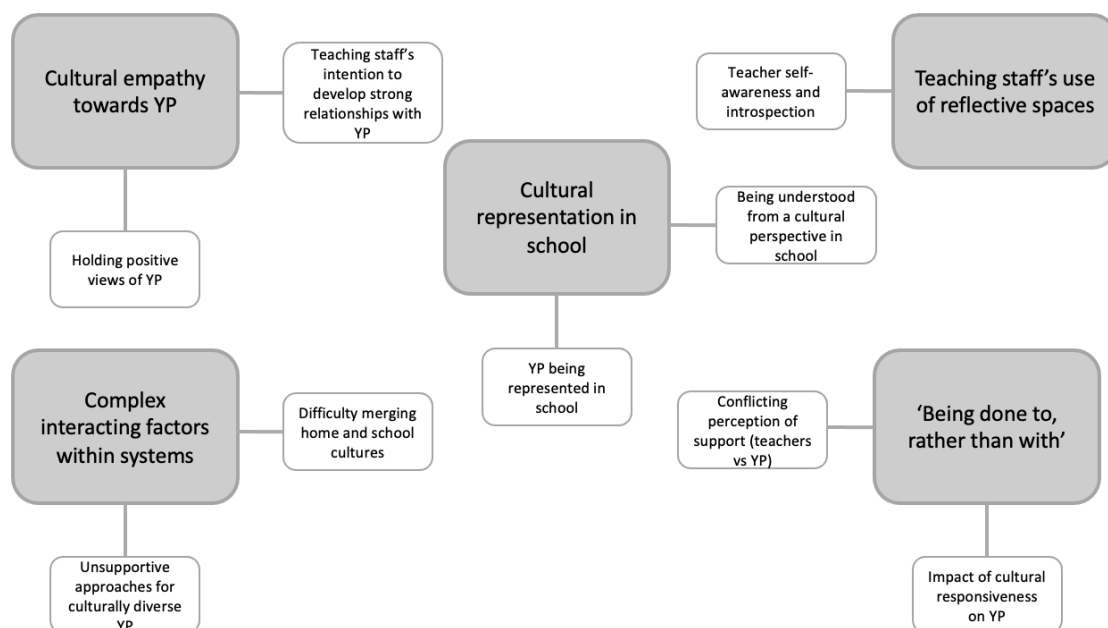 Cultural empathy
towards YP
Teaching staff's
intention to
develop strong
relationships with
YP
Holding positive
views of YP
Teacher self-
awareness and
introspection
Teaching staff's use
of reflective spaces
Cultural
representation in
school
Being understood
from a cultural
perspective in
school
YP being
represented in
school
Complex
interacting factors
within systems
Difficulty merging
home and school
cultures
Unsupportive
approaches for
culturally diverse
YP
Conflicting
perception of
support (teachers
vs YP)
'Being done to,
rather than with'
Impact of cultural
responsiveness
on YP